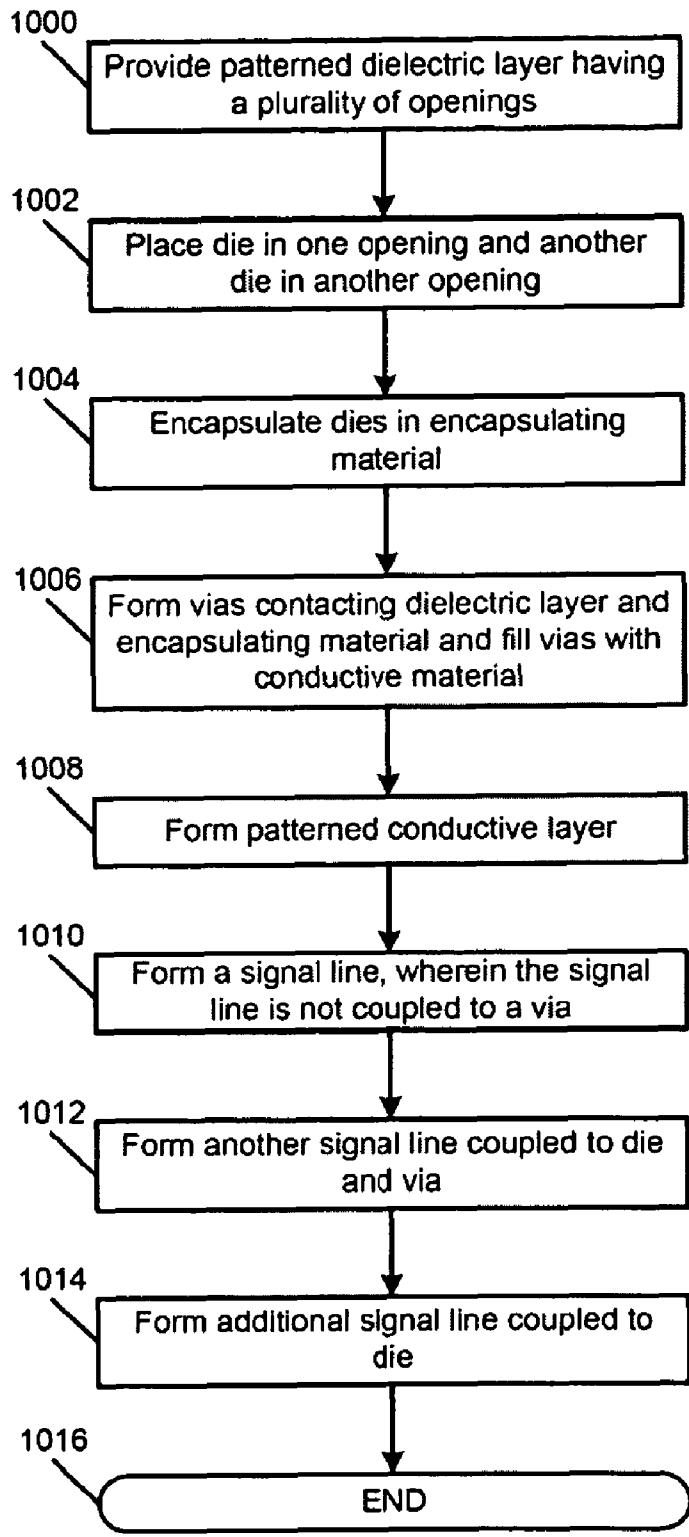 1000
Provide patterned dielectric layer having
a plurality of openings
1002
Place die in one opening and another
die in another opening
1004
Encapsulate dies in encapsulating
material
1006
Form vias contacting dielectric layer and
encapsulating material and fill vias with
conductive material
1008
Form patterned conductive layer
1010
Form a signal line, wherein the signal
line is not coupled to a via
1012
Form another signal line coupled to die
and via
1014
Form additional signal line coupled to
die
1016
END